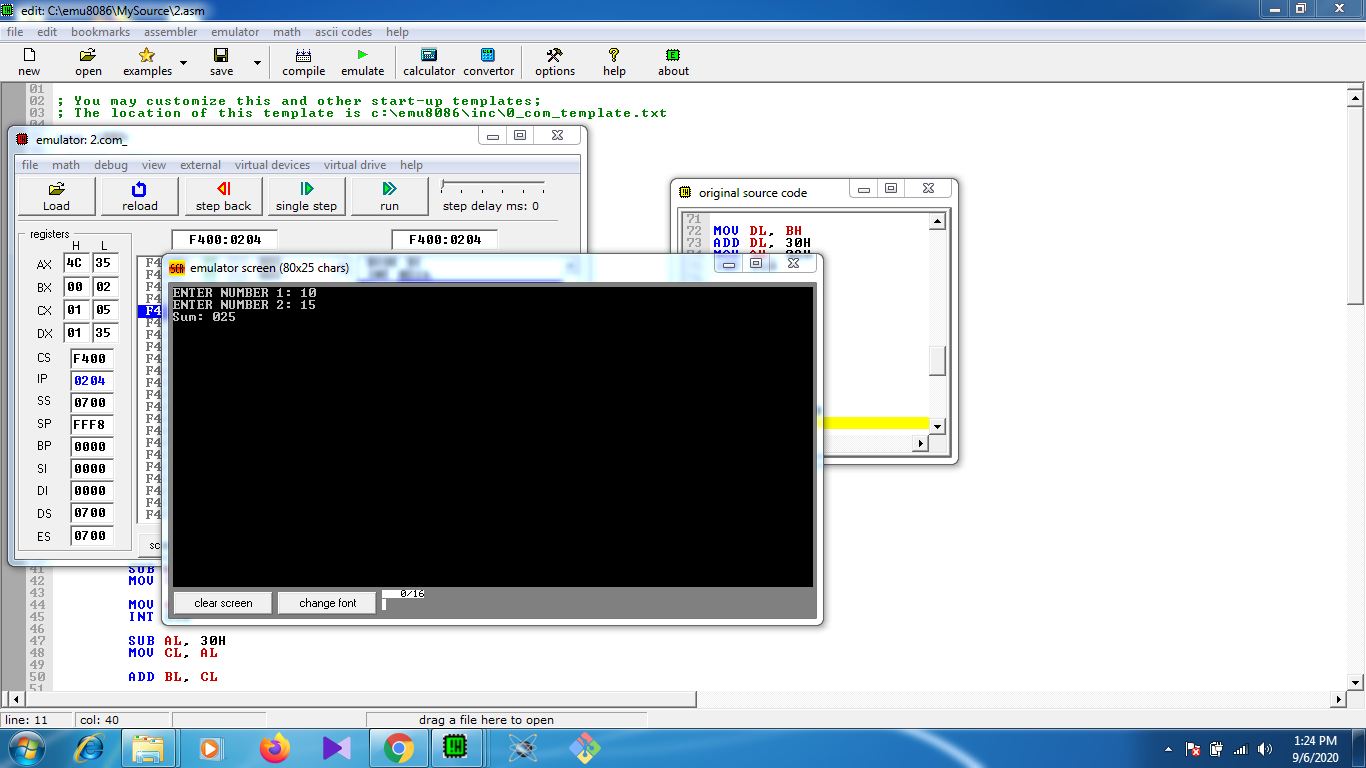 edit: C:\emu8086\MySource\2.asm
file edit bookmarks assembler emulator math ascii codes help
new open examples save compile emulate calculator convertor options help about
01
02 ; You may customize this and other start-up templates;
03 ; The location of this template is c:\emu8086\inc\0_com_template.txt
04
emulator: 2.com_
file math debug view external virtual devices virtual drive help
Load reload step back single step run step delay ms: 0
registers
H L
F400:0204 F400:0204
AX 4C 35
BX 00 02
CX 01 05
DX 01 35
CS F400
IP 0204
SS 0700
SP FFF8
BP 0000
SI 0000
DI 0000
DS 0700
ES 0700
original source code
71
72 MOV DL, BH
73 ADD DL, 30H
emulator screen (80x25 chars)
ENTER NUMBER 1: 10
ENTER NUMBER 2: 15
Sum: 025
clear screen change font 0/16
41 SUB
42 MOV
43
44 MOV
45 INT
46
47 SUB AL, 30H
48 MOV CL, AL
49
50 ADD BL, CL
51
line: 11 col: 40 drag a file here to open
1:24 PM
9/6/2020